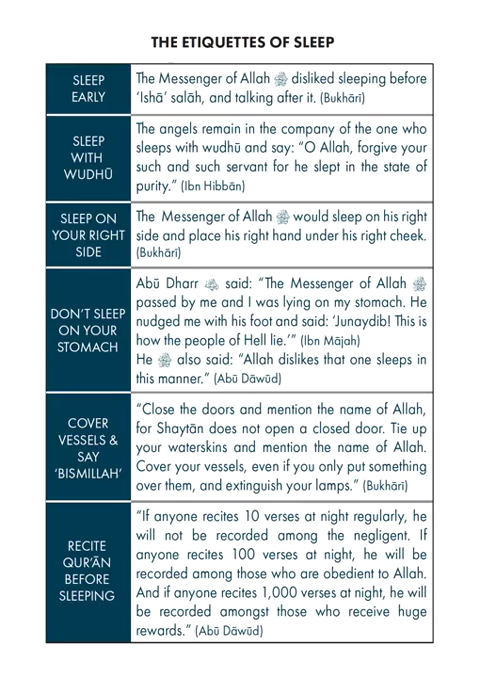 THE ETIQUETTES OF SLEEP
SLEEP
EARLY
The Messenger of Allah ﷺ disliked sleeping before
‘Ishā’ salāh, and talking after it. (Bukhārī)
SLEEP
WITH
WUDHŪ
The angels remain in the company of the one who
sleeps with wudhū and say: “O Allah, forgive your
such and such servant for he slept in the state of
purity.” (Ibn Hibbān)
SLEEP ON
YOUR RIGHT
SIDE
The Messenger of Allah ﷺ would sleep on his right
side and place his right hand under his right cheek.
(Bukhārī)
DON’T SLEEP
ON YOUR
STOMACH
Abū Dharr said: “The Messenger of Allah ﷺ
passed by me and I was lying on my stomach. He
nudged me with his foot and said: ‘Junaydib! This is
how the people of Hell lie.’” (Ibn Mājah)
He ﷺ also said: “Allah dislikes that one sleeps in
this manner.” (Abū Dāwūd)
COVER
VESSELS &
SAY
‘BISMILLAH’
“Close the doors and mention the name of Allah,
for Shaytān does not open a closed door. Tie up
your waterskins and mention the name of Allah.
Cover your vessels, even if you only put something
over them, and extinguish your lamps.” (Bukhārī)
RECITE
QUR’ĀN
BEFORE
SLEEPING
“If anyone recites 10 verses at night regularly, he
will not be recorded among the negligent. If
anyone recites 100 verses at night, he will be
recorded among those who are obedient to Allah.
And if anyone recites 1,000 verses at night, he will
be recorded amongst those who receive huge
rewards.” (Abū Dāwūd)